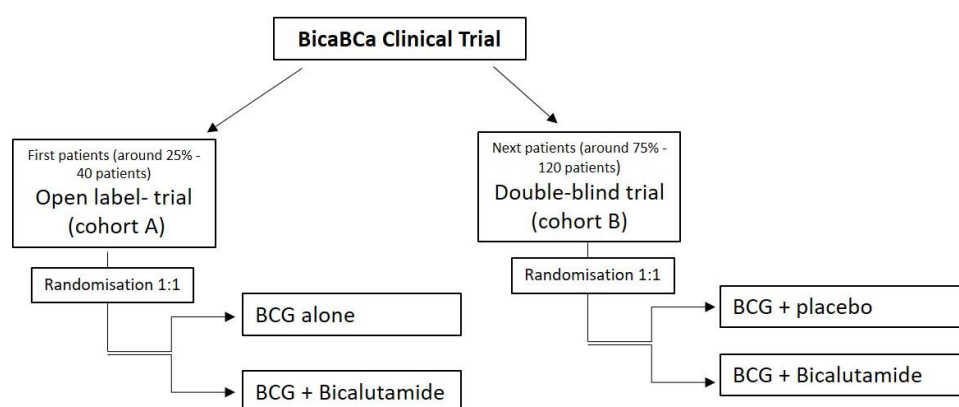 BicaBCa Clinical Trial
First patients (around 25% -
40 patients)
Open label- trial
(cohort A)
Randomisation 1:1
BCG alone
BCG + Bicalutamide
Next patients (around 75% -
120 patients)
Double-blind trial
(cohort B)
Randomisation 1:1
BCG + placebo
BCG + Bicalutamide